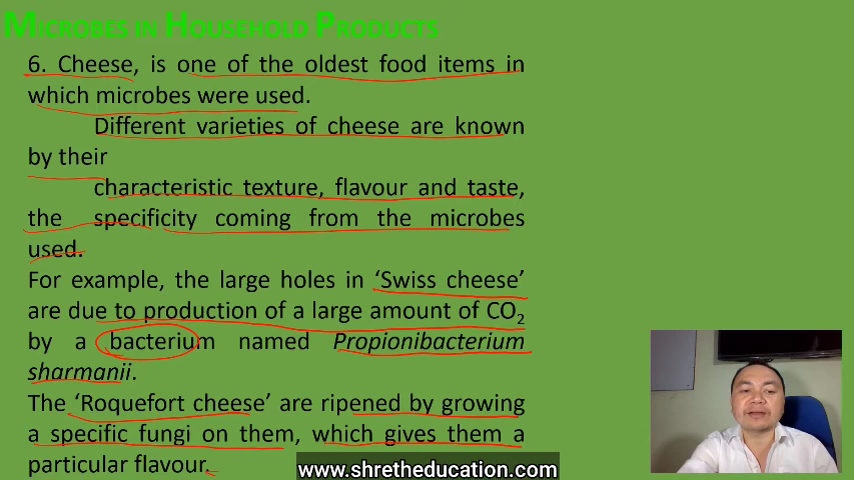 MICROBES IN HOUSEHOLD PRODUCTS
6. Cheese, is one of the oldest food items in
which microbes were used.
Different varieties of cheese are known
by their
characteristic texture, flavour and taste,
the specificity coming from the microbes
used.
For example, the large holes in ‘Swiss cheese’
are due to production of a large amount of CO₂
by a bacterium named Propionibacterium
sharmanii.
The ‘Roquefort cheese’ are ripened by growing
a specific fungi on them, which gives them a
particular flavour.
www.shretheducation.com